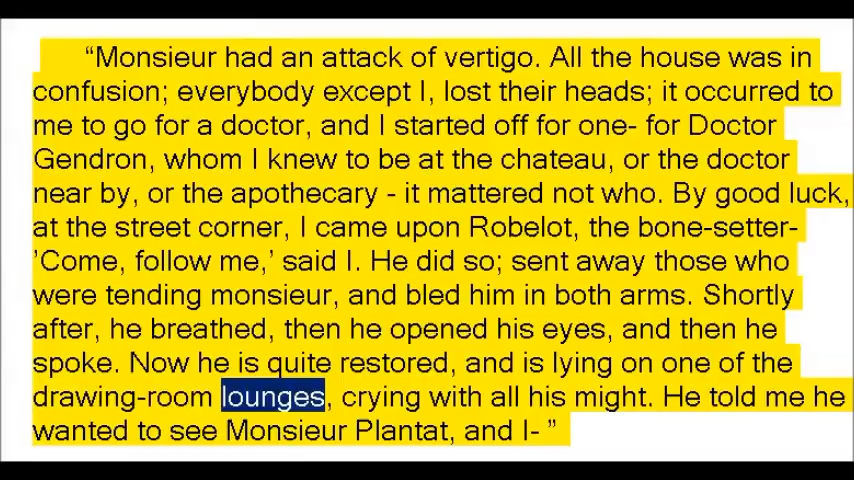 “Monsieur had an attack of vertigo. All the house was in
confusion; everybody except I, lost their heads; it occurred to
me to go for a doctor, and I started off for one- for Doctor
Gendron, whom I knew to be at the chateau, or the doctor
near by, or the apothecary - it mattered not who. By good luck,
at the street corner, I came upon Robelot, the bone-setter-
’Come, follow me,’ said I. He did so; sent away those who
were tending monsieur, and bled him in both arms. Shortly
after, he breathed, then he opened his eyes, and then he
spoke. Now he is quite restored, and is lying on one of the
drawing-room lounges, crying with all his might. He told me he
wanted to see Monsieur Plantat, and I- ”